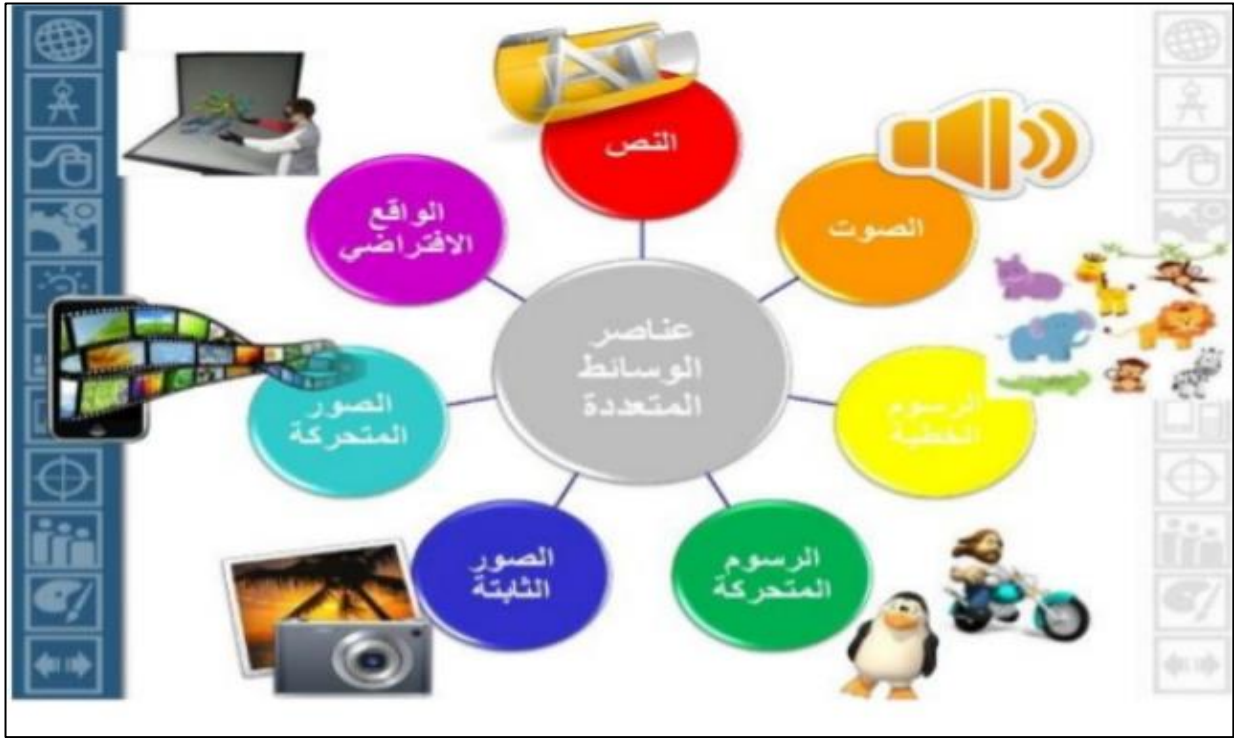 النص
الصوت
الرسوم
الخطية
الرسوم
المتحركة
الصور
الثابتة
الصور
المتحركة
الواقع
الافتراضي
عناصر
الوسائط
المتعددة